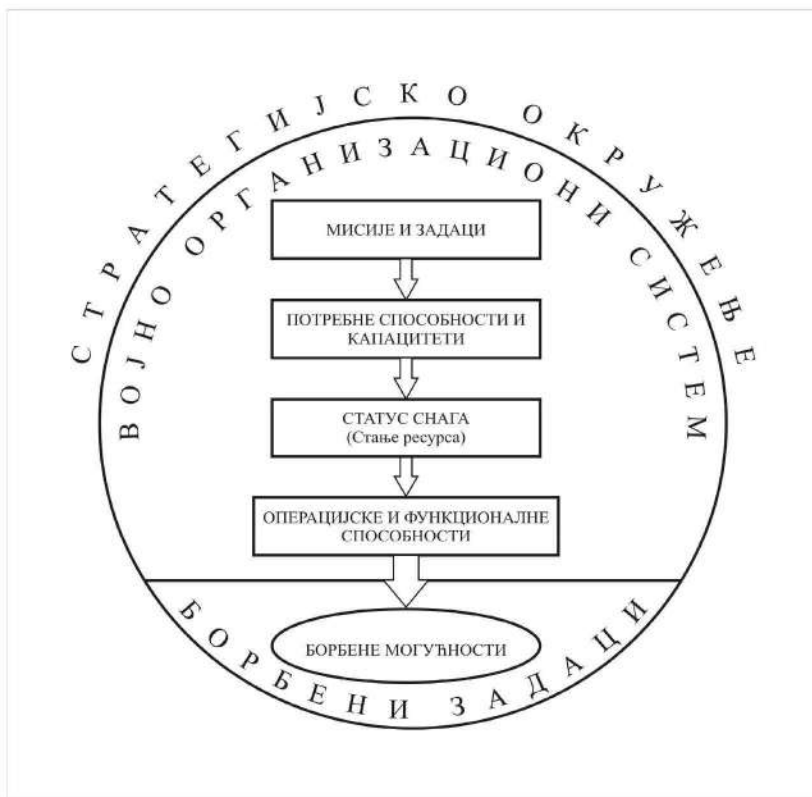 СТРАТЕГИЈСКО ОКРУЖЕЊЕ
ВОЈНО ОРГАНИЗАЦИОНИ СИСТЕМ
МИСИЈЕ И ЗАДАЦИ
ПОТРЕБНЕ СПОСОБНОСТИ И
КАПАЦИТЕТИ
СТАТУС СНАГА
(Стање ресурса)
ОПЕРАЦИЈСКЕ И ФУНКЦИОНАЛНЕ
СПОСОБНОСТИ
БОРБЕНЕ МОГУЋНОСТИ
БОРБЕНИ ЗАДАЦИ